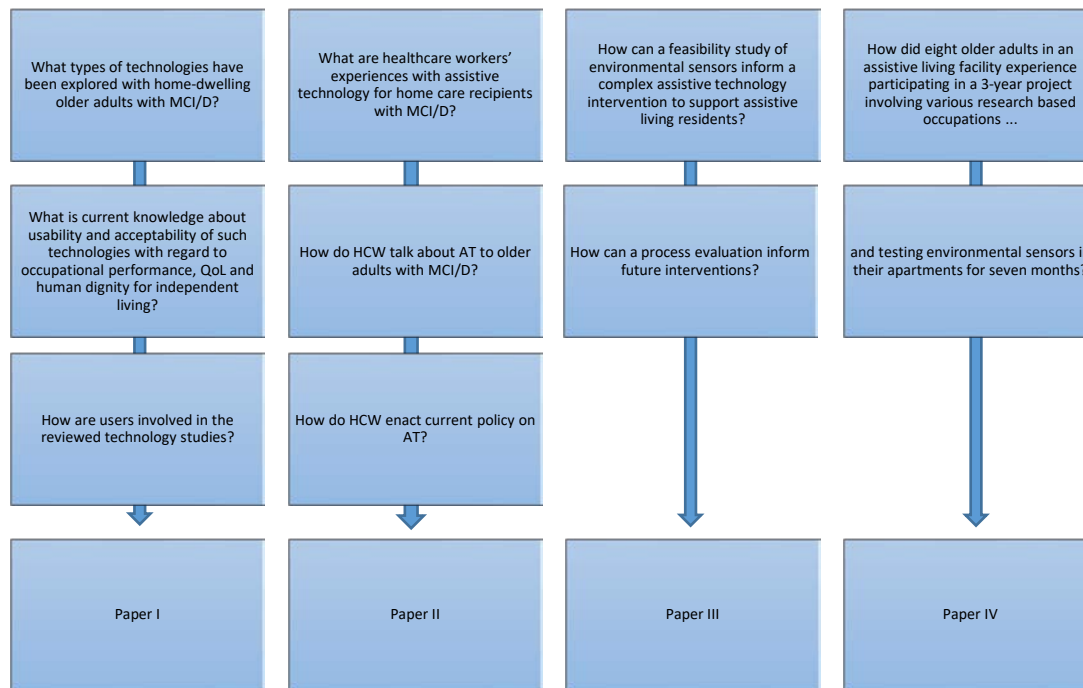 What types of technologies have
been explored with home-dwelling
older adults with MCI/D?
What is current knowledge about
usability and acceptability of such
technologies with regard to
occupational performance, QoL and
human dignity for independent
living?
How are users involved in the
reviewed technology studies?
Paper I
What are healthcare workers’
experiences with assistive
technology for home care recipients
with MCI/D?
How do HCW talk about AT to older
adults with MCI/D?
How do HCW enact current policy on
AT?
Paper II
How can a feasibility study of
environmental sensors inform a
complex assistive technology
intervention to support assistive
living residents?
How can a process evaluation inform
future interventions?
Paper III
How did eight older adults in an
assistive living facility experience
participating in a 3-year project
involving various research based
occupations ...
and testing environmental sensors i
their apartments for seven months?
Paper IV